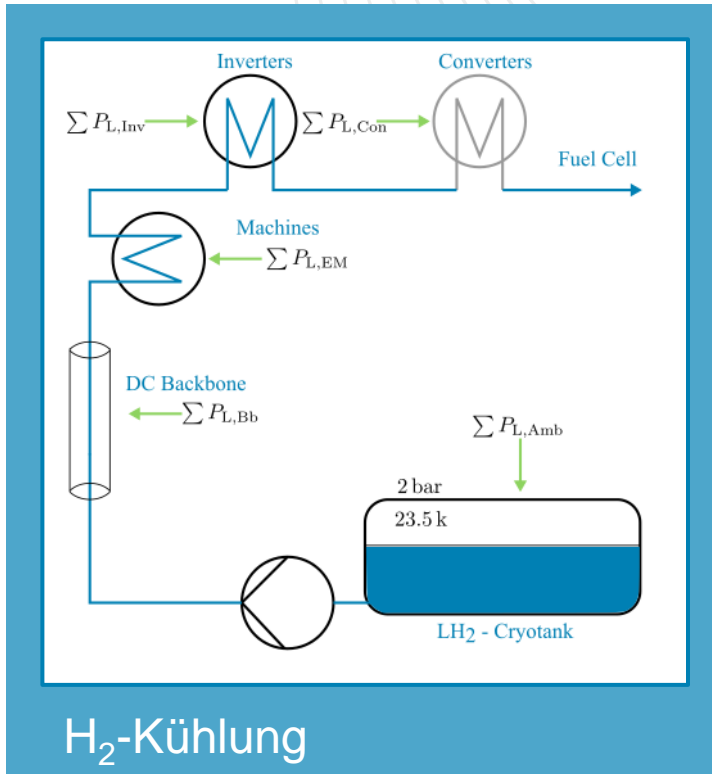 Inverters
Converters
∑ P_L,Inv
∑ P_L,Con
Fuel Cell
Machines
∑ P_L,EM
DC Backbone
∑ P_L,Bb
∑ P_L,Amb
2 bar
23.5 k
LH₂ - Cryotank
H₂-Kühlung